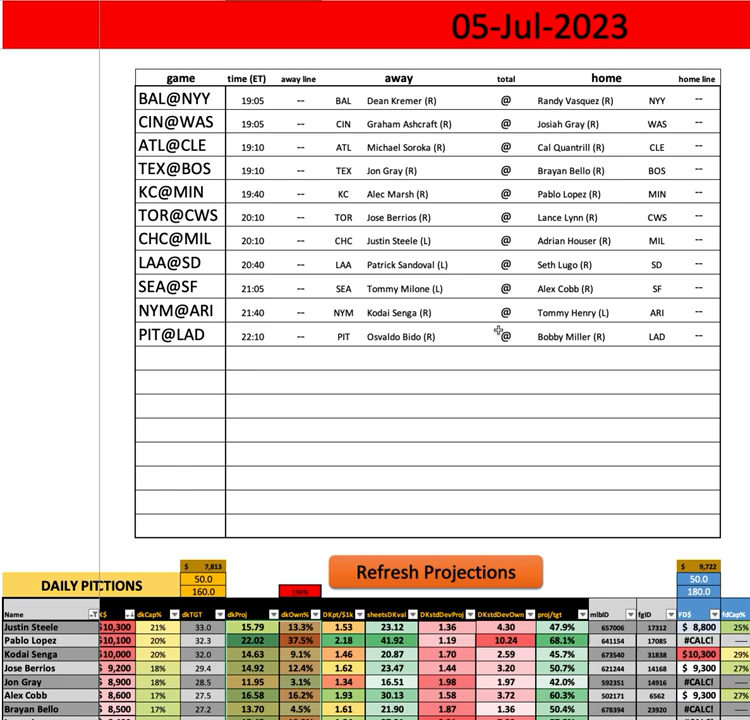 05-Jul-2023
game time (ET) away line away total home home line
BAL@NYY 19:05 -- BAL Dean Kremer (R) @ Randy Vasquez (R) NYY --
CIN@WAS 19:05 -- CIN Graham Ashcraft (R) @ Josiah Gray (R) WAS --
ATL@CLE 19:10 -- ATL Michael Soroka (R) @ Cal Quantrill (R) CLE --
TEX@BOS 19:10 -- TEX Jon Gray (R) @ Brayan Bello (R) BOS --
KC@MIN 19:40 -- KC Alec Marsh (R) @ Pablo Lopez (R) MIN --
TOR@CWS 20:10 -- TOR Jose Berrios (R) @ Lance Lynn (R) CWS --
CHC@MIL 20:10 -- CHC Justin Steele (L) @ Adrian Houser (R) MIL --
LAA@SD 20:40 -- LAA Patrick Sandoval (L) @ Seth Lugo (R) SD --
SEA@SF 21:05 -- SEA Tommy Milone (L) @ Alex Cobb (R) SF --
NYM@ARI 21:40 -- NYM Kodai Senga (R) @ Tommy Henry (L) ARI --
PIT@LAD 22:10 -- PIT Osvaldo Bido (R) @ Bobby Miller (R) LAD --
$ 7,813 Refresh Projections $ 9,722
DAILY PIT TIONS 50.0 50.0
160.0 180.0
Name K$ dkCap% dkTGT dkProj dkOwn% DKpt/$1k sheetsDKval DKstdDevProj DKstdDevOwn proj/tgt mlbID fgID FD$ fdCap%
Justin Steele $10,300 21% 33.0 15.79 13.3% 1.53 23.12 1.36 4.30 47.9% 657006 17312 $ 8,800 25%
Pablo Lopez $10,100 20% 32.3 22.02 37.5% 2.18 41.92 1.19 10.24 68.1% 641154 17085 #CALC!
Kodai Senga $10,000 20% 32.0 14.63 9.1% 1.46 20.87 1.70 2.59 45.7% 673540 31838 $10,300 29%
Jose Berrios $ 9,200 18% 29.4 14.92 12.4% 1.62 23.47 1.44 3.20 50.7% 621244 14168 $ 9,300 27%
Jon Gray $ 8,900 18% 28.5 11.95 3.1% 1.34 16.51 1.98 1.97 42.0% 592351 14916 #CALC!
Alex Cobb $ 8,600 17% 27.5 16.58 16.2% 1.93 30.13 1.58 3.72 60.3% 502171 6562 $ 9,300 27%
Brayan Bello $ 8,500 17% 27.2 13.70 4.5% 1.61 21.90 1.87 1.36 50.4% 678394 23920 #CALC!